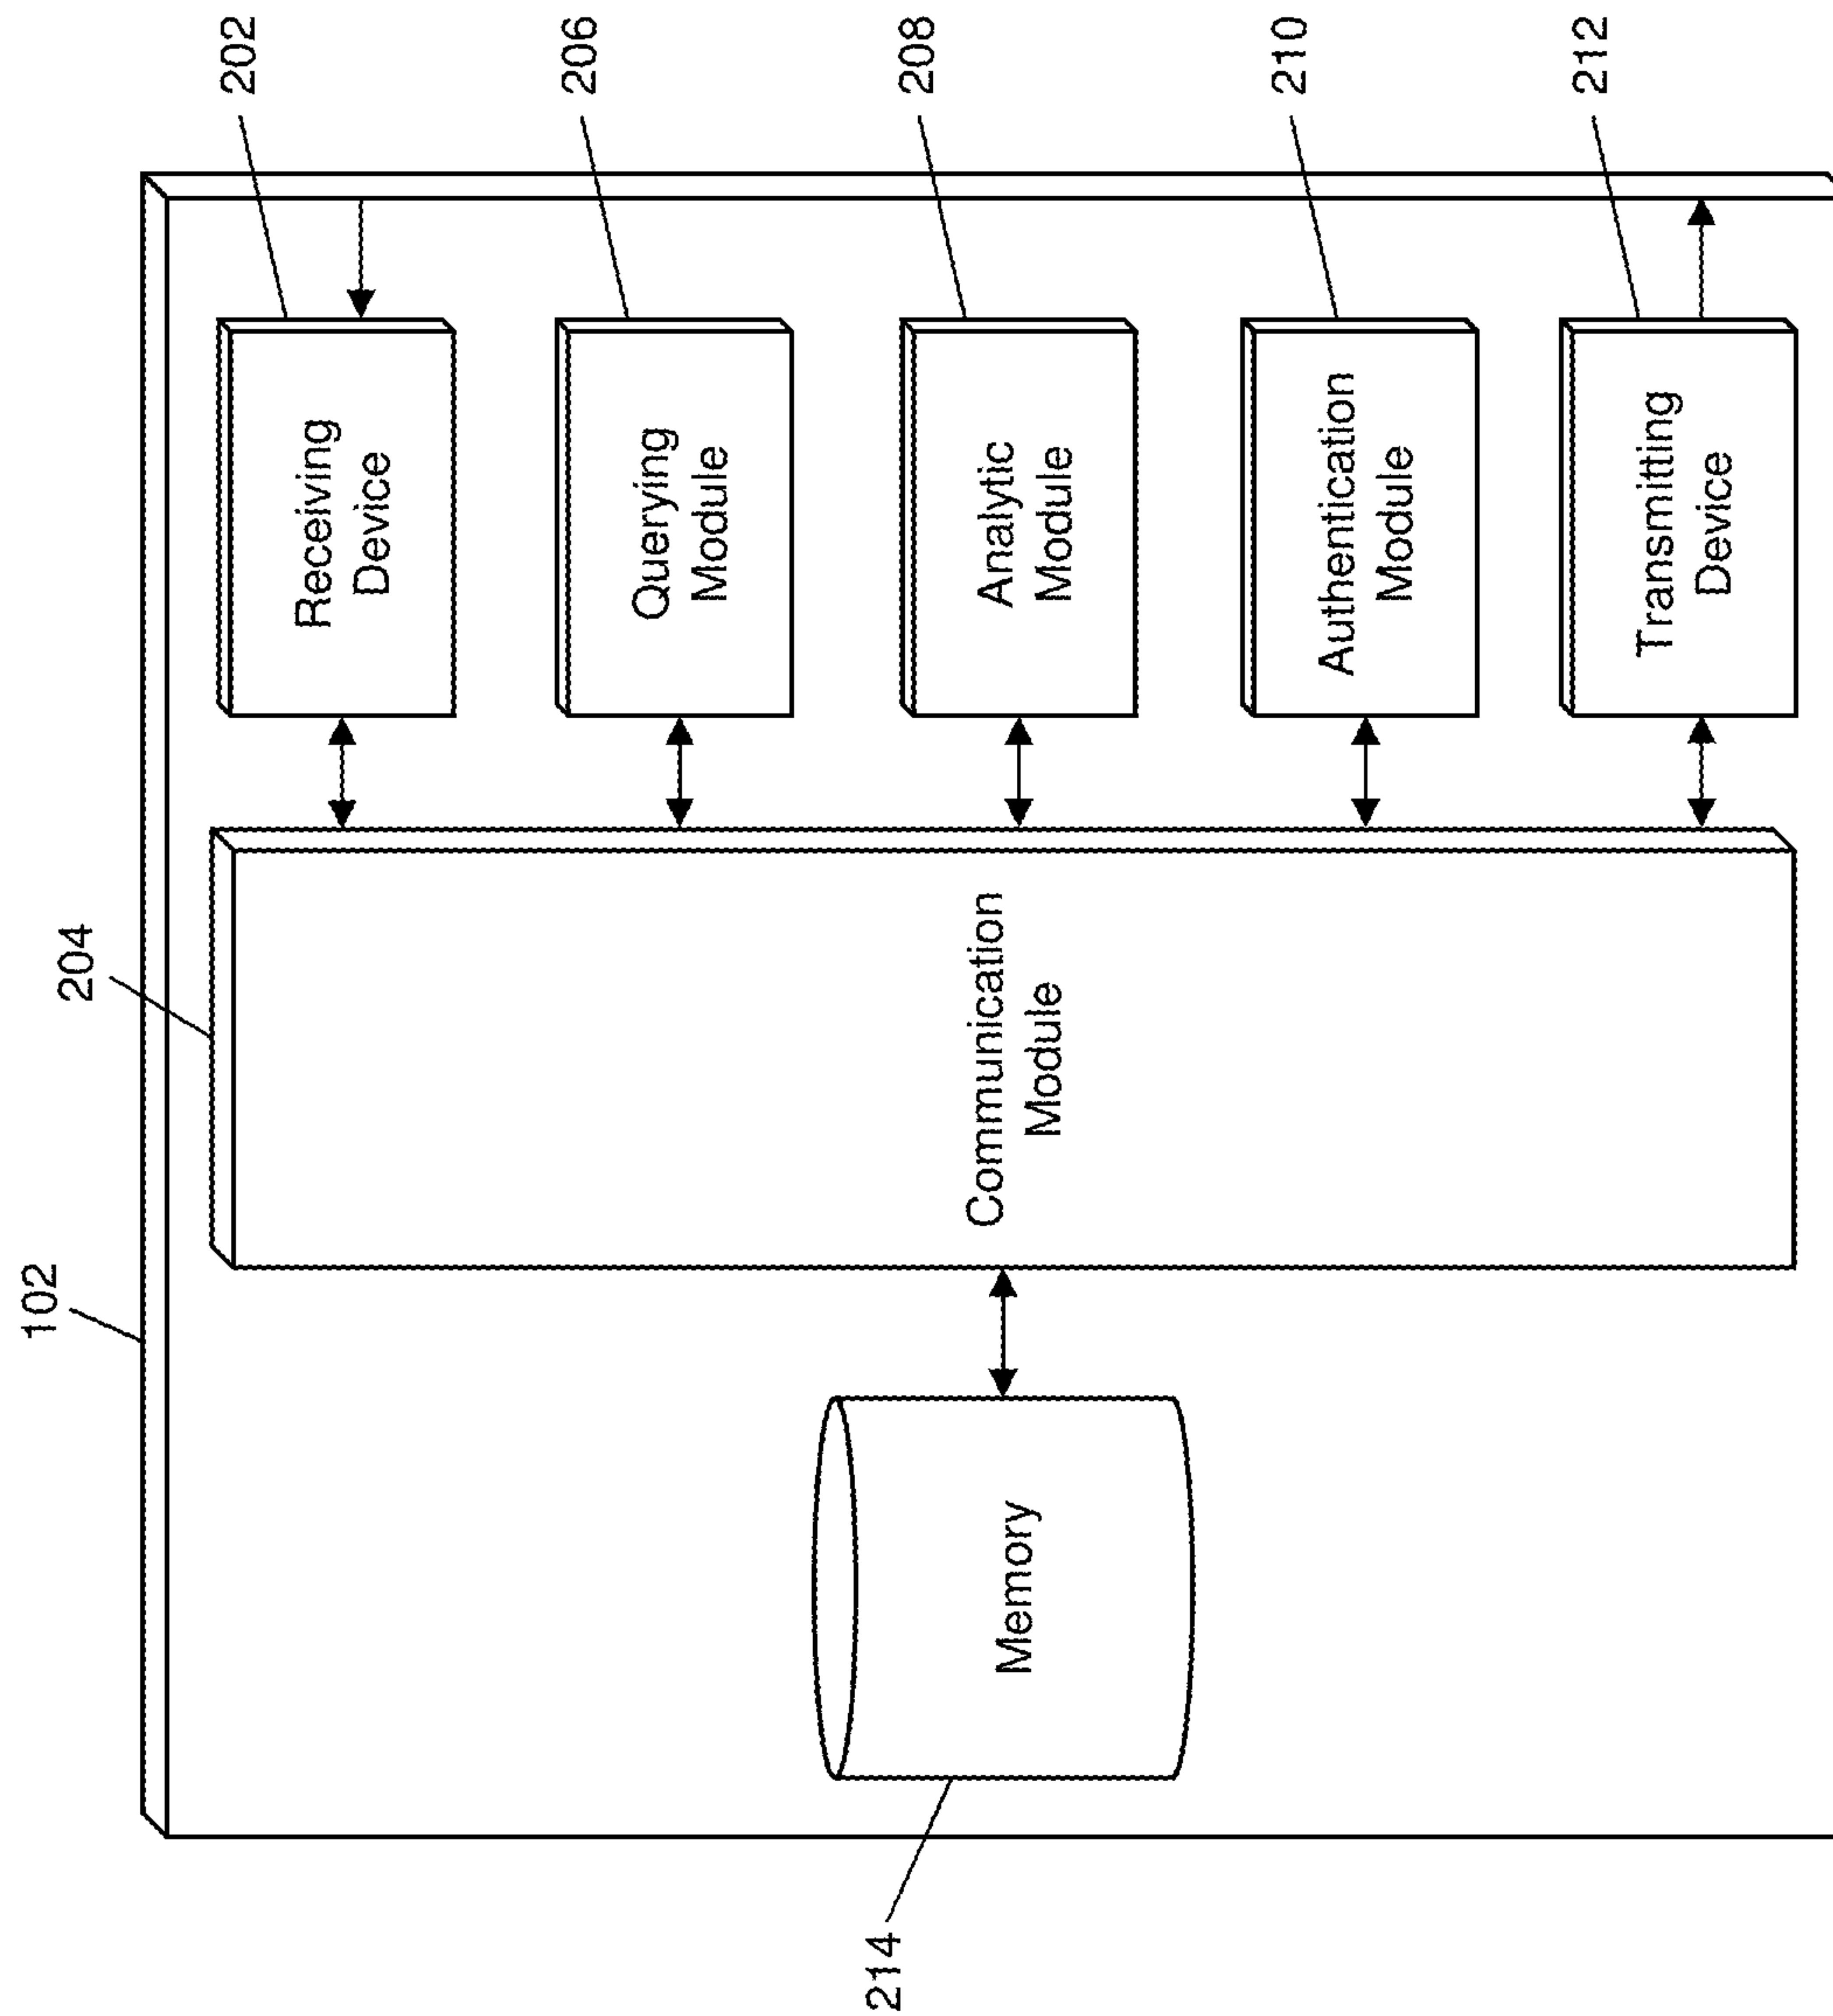 102
204
202
Receiving
Device
206
Querying
Module
208
Analytic
Module
210
Authentication
Module
212
Transmitting
Device
Communication
Module
Memory
214